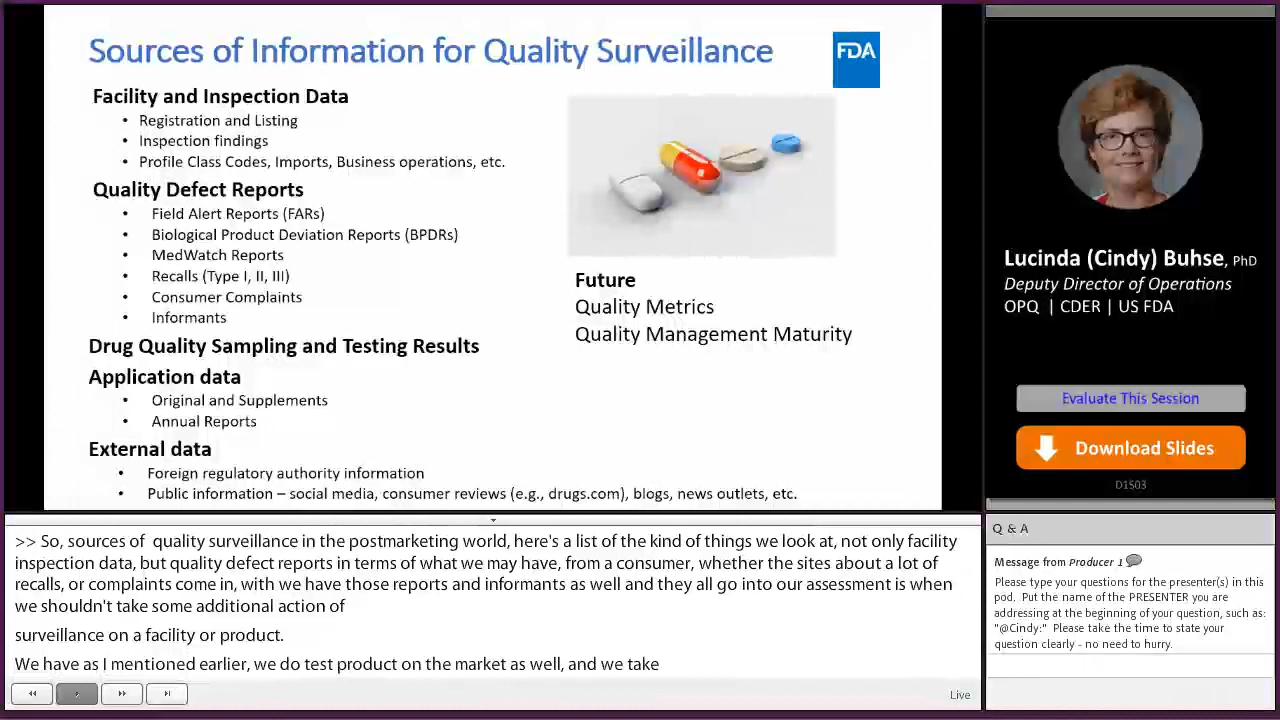 Sources of Information for Quality Surveillance
FDA
Facility and Inspection Data
• Registration and Listing
• Inspection findings
• Profile Class Codes, Imports, Business operations, etc.
Quality Defect Reports
• Field Alert Reports (FARs)
• Biological Product Deviation Reports (BPDRs)
• MedWatch Reports
• Recalls (Type I, II, III)
• Consumer Complaints
• Informants
Drug Quality Sampling and Testing Results
Application data
• Original and Supplements
• Annual Reports
External data
• Foreign regulatory authority information
• Public information – social media, consumer reviews (e.g., drugs.com), blogs, news outlets, etc.
Future
Quality Metrics
Quality Management Maturity
Lucinda (Cindy) Buhse, PhD
Deputy Director of Operations
OPQ | CDER | US FDA
Evaluate This Session
Download Slides
D1S03
>> So, sources of  quality surveillance in the postmarketing world, here's a list of the kind of things we look at, not only facility
inspection data, but quality defect reports in terms of what we may have, from a consumer, whether the sites about a lot of
recalls, or complaints come in, with we have those reports and informants as well and they all go into our assessment is when
we shouldn't take some additional action of
surveillance on a facility or product.
We have as I mentioned earlier, we do test product on the market as well, and we take
Live
Q & A
Message from Producer 1
Please type your questions for the presenter(s) in this
pod. Put the name of the PRESENTER you are
addressing at the beginning of your question, such as:
"@Cindy:" Please take the time to state your
question clearly - no need to hurry.